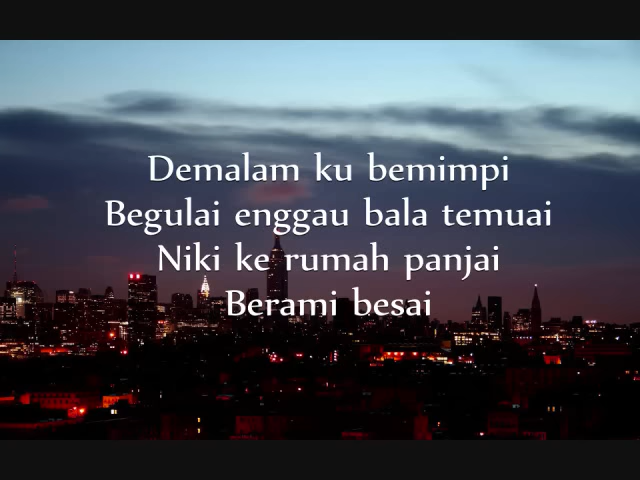 Demalam ku bemimpi
Begulai enggau bala temuai
Niki ke rumah panjai
Berami besai